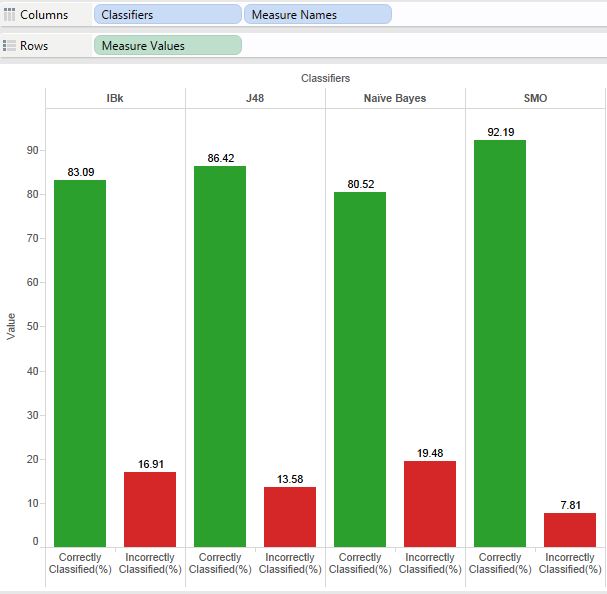 Columns Classifiers Measure Names
Rows Measure Values
Classifiers
IBk J48 Naïve Bayes SMO
92.19
90
86.42
83.09
80.52
80
70
60
Value
50
40
30
20
19.48
16.91
13.58
10
7.81
0
Correctly Incorrectly Correctly Incorrectly Correctly Incorrectly Correctly Incorrectly
Classified(%) Classified(%) Classified(%) Classified(%) Classified(%) Classified(%) Classified(%) Classified(%)